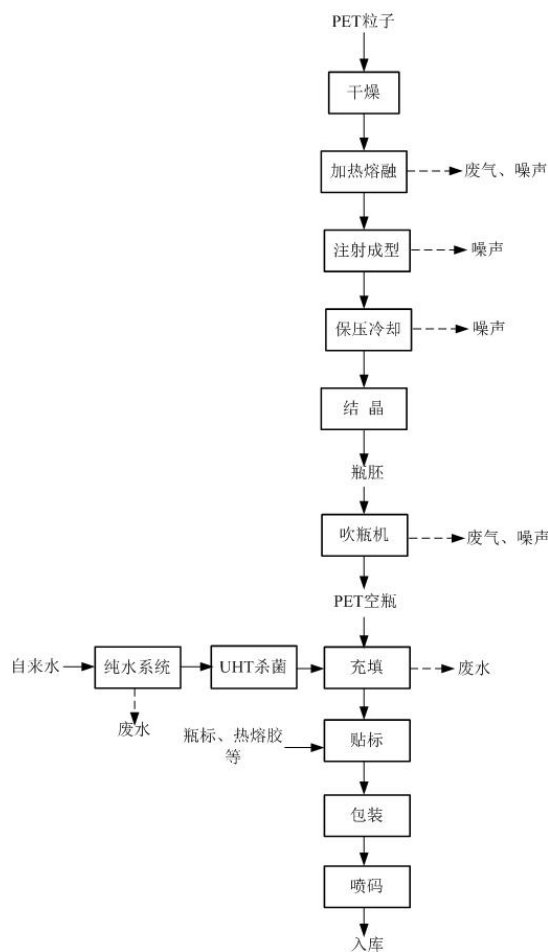 PET粒子
干燥
加热熔融
废气、噪声
注射成型
噪声
保压冷却
噪声
结 晶
瓶胚
吹瓶机
废气、噪声
PET空瓶
自来水
纯水系统
UHT杀菌
充填
废水
废水
瓶标、热熔胶
等
贴标
包装
喷码
入库